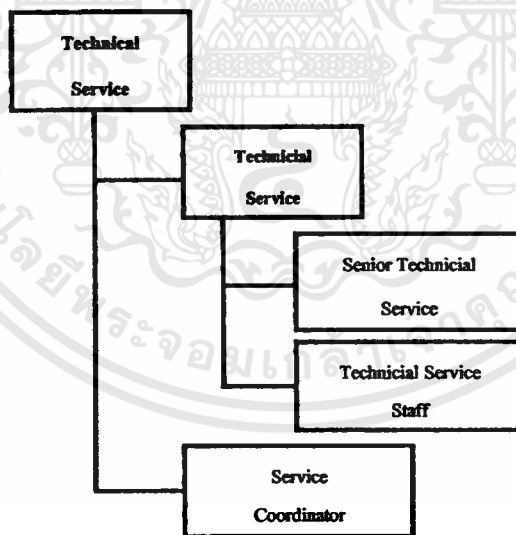 Technical
Service
Technicial
Service
Senior Technicial
Service
Technicial Service
Staff
Service
Coordinator